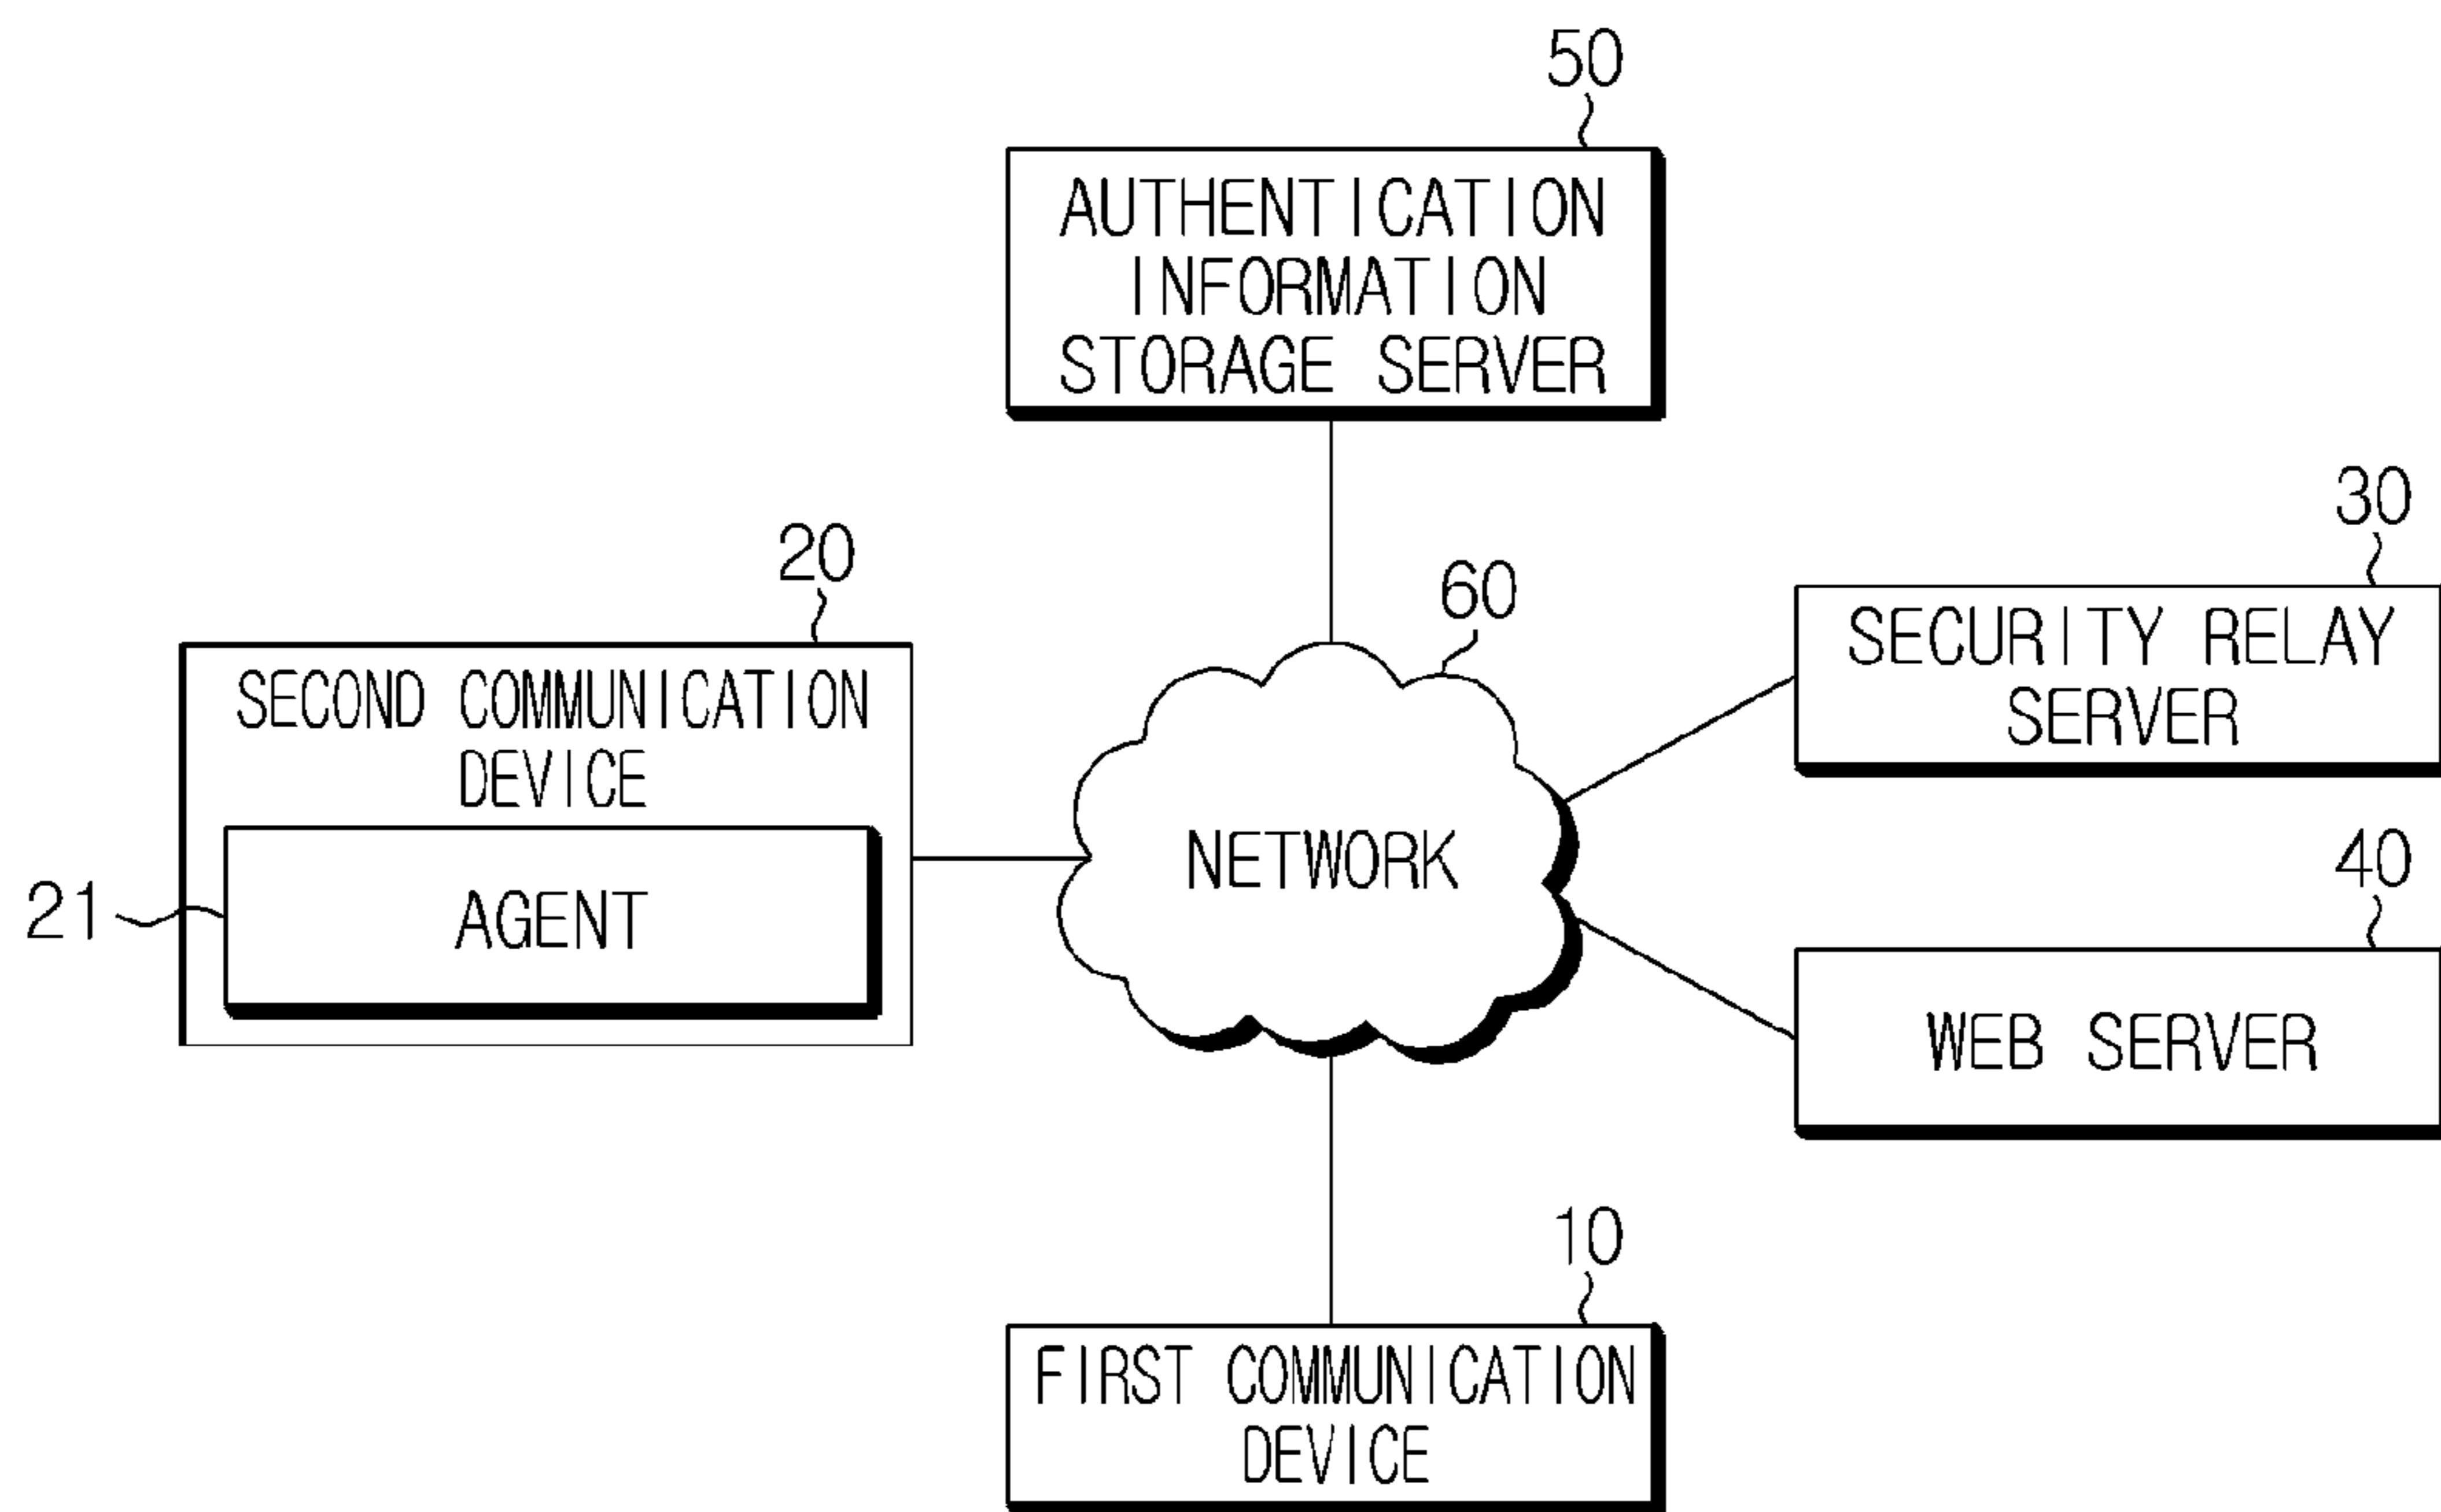 50
AUTHENTICATION
INFORMATION
STORAGE SERVER
30
SECURITY RELAY
SERVER
20
SECOND COMMUNICATION
DEVICE
21
AGENT
60
NETWORK
40
WEB SERVER
10
FIRST COMMUNICATION
DEVICE